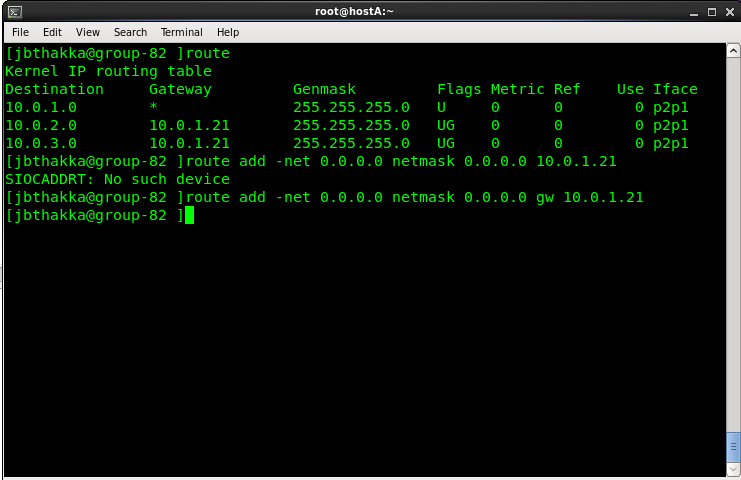 root@hostA:~
File Edit View Search Terminal Help
[jbthakka@group-82 ]route
Kernel IP routing table
Destination Gateway Genmask Flags Metric Ref Use Iface
10.0.1.0 * 255.255.255.0 U 0 0 0 p2p1
10.0.2.0 10.0.1.21 255.255.255.0 UG 0 0 0 p2p1
10.0.3.0 10.0.1.21 255.255.255.0 UG 0 0 0 p2p1
[jbthakka@group-82 ]route add -net 0.0.0.0 netmask 0.0.0.0 10.0.1.21
SIOCADDRT: No such device
[jbthakka@group-82 ]route add -net 0.0.0.0 netmask 0.0.0.0 gw 10.0.1.21
[jbthakka@group-82 ]